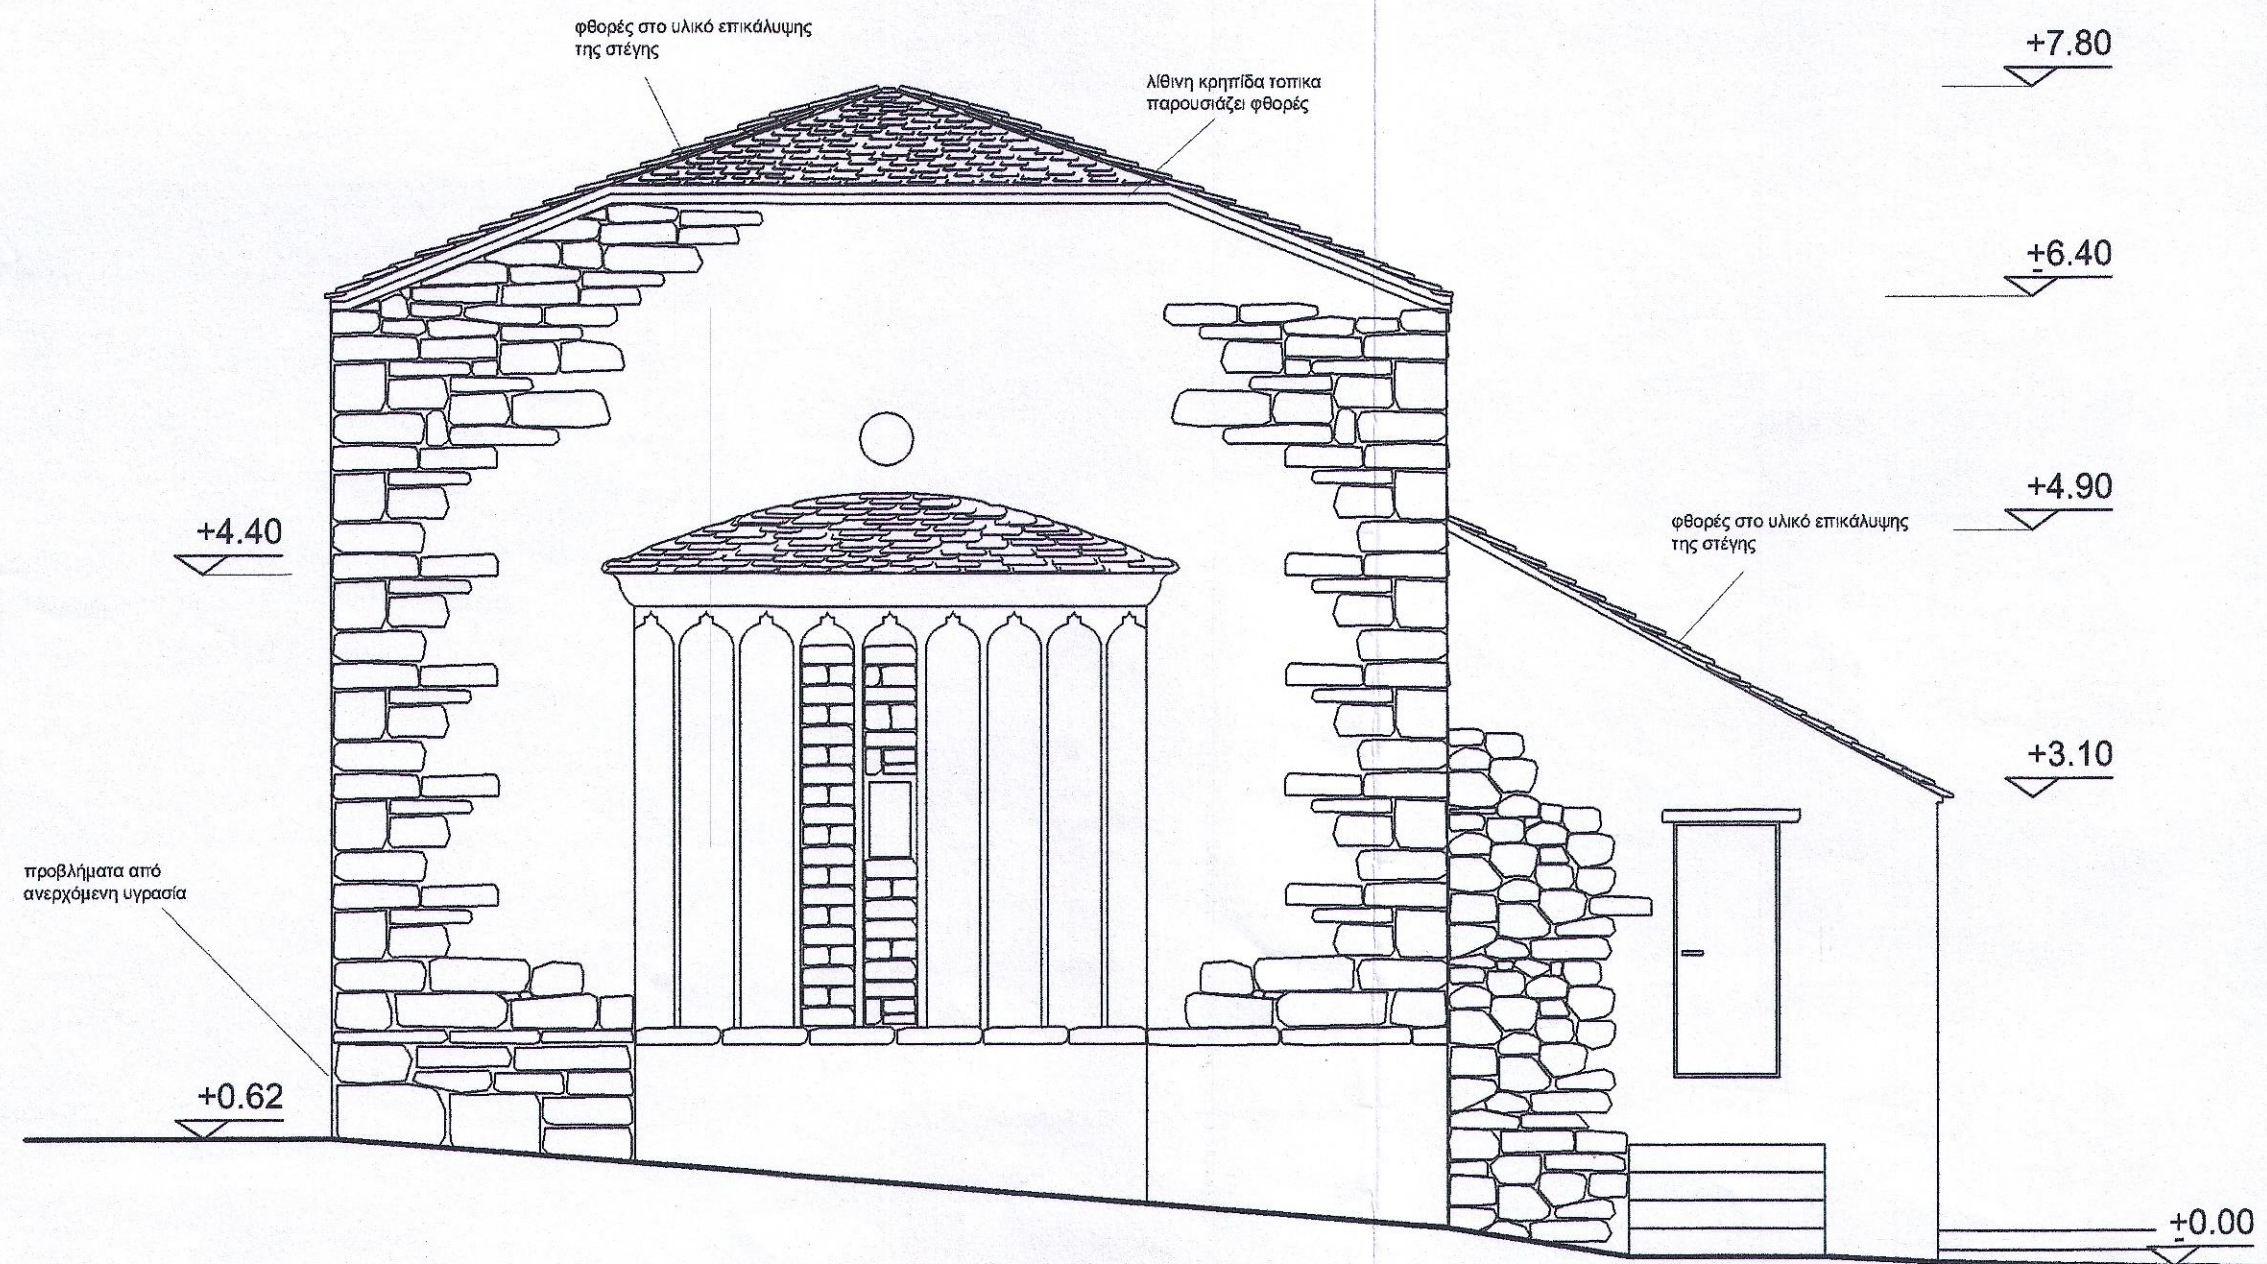 φθορές στο υλικό επικάλυψης
της στέγης
+7.80
λίθινη κρηπίδα τοπικα
παρουσιάζει φθορές
±6.40
+4.90
+4.40
φθορές στο υλικό επικάλυψης
της στέγης
+3.10
προβλήματα από
ανερχόμενη υγρασία
+0.62
±0.00